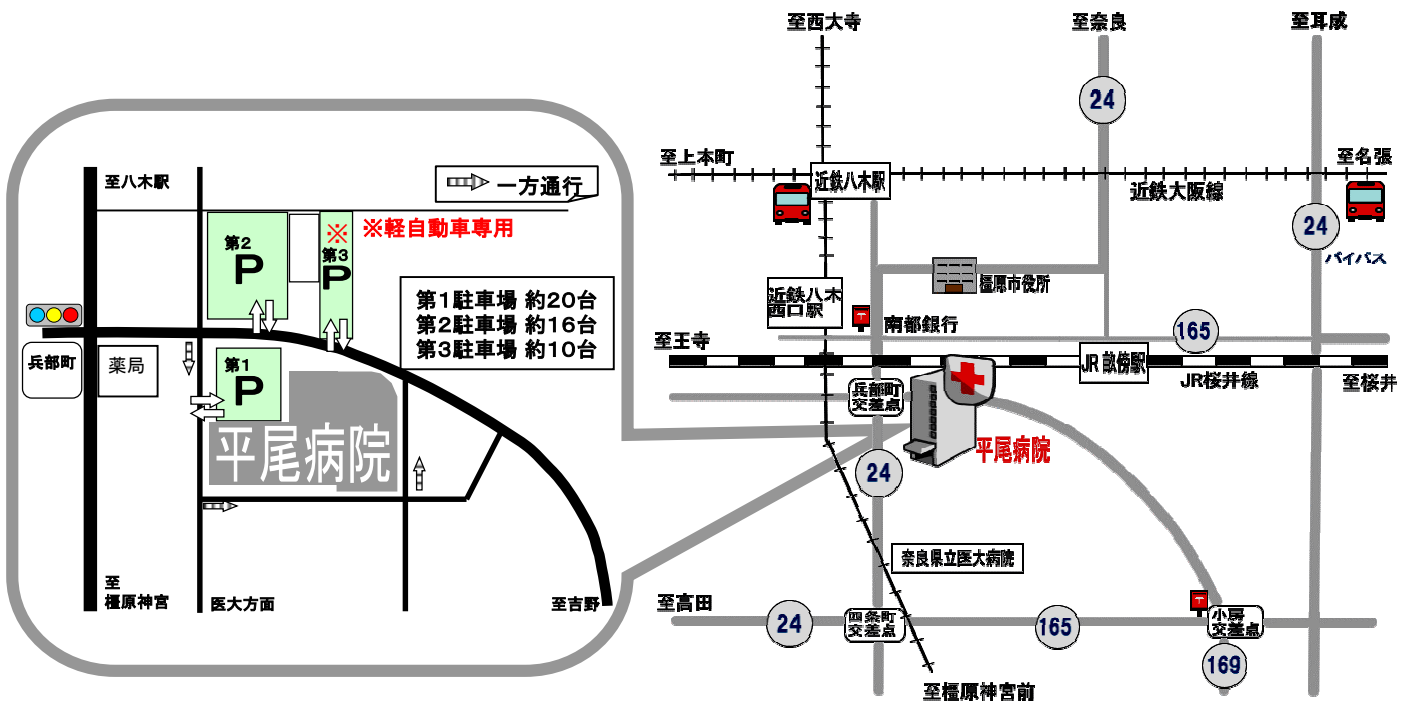 至八木駅
一方通行
第2
P
※
第3
P
※軽自動車専用
第1駐車場 約20台
第2駐車場 約16台
第3駐車場 約10台
兵部町
薬局
第1
P
平尾病院
至
橿原神宮
医大方面
至吉野
至西大寺
至奈良
至耳成
24
至上本町
近鉄八木駅
至名張
近鉄大阪線
24
バイパス
橿原市役所
近鉄八木
西口駅
南都銀行
165
至王寺
JR 畝傍駅
JR桜井線
至桜井
兵部町
交差点
平尾病院
24
奈良県立医大病院
至高田
24
四条町
交差点
165
小房
交差点
169
至橿原神宮前